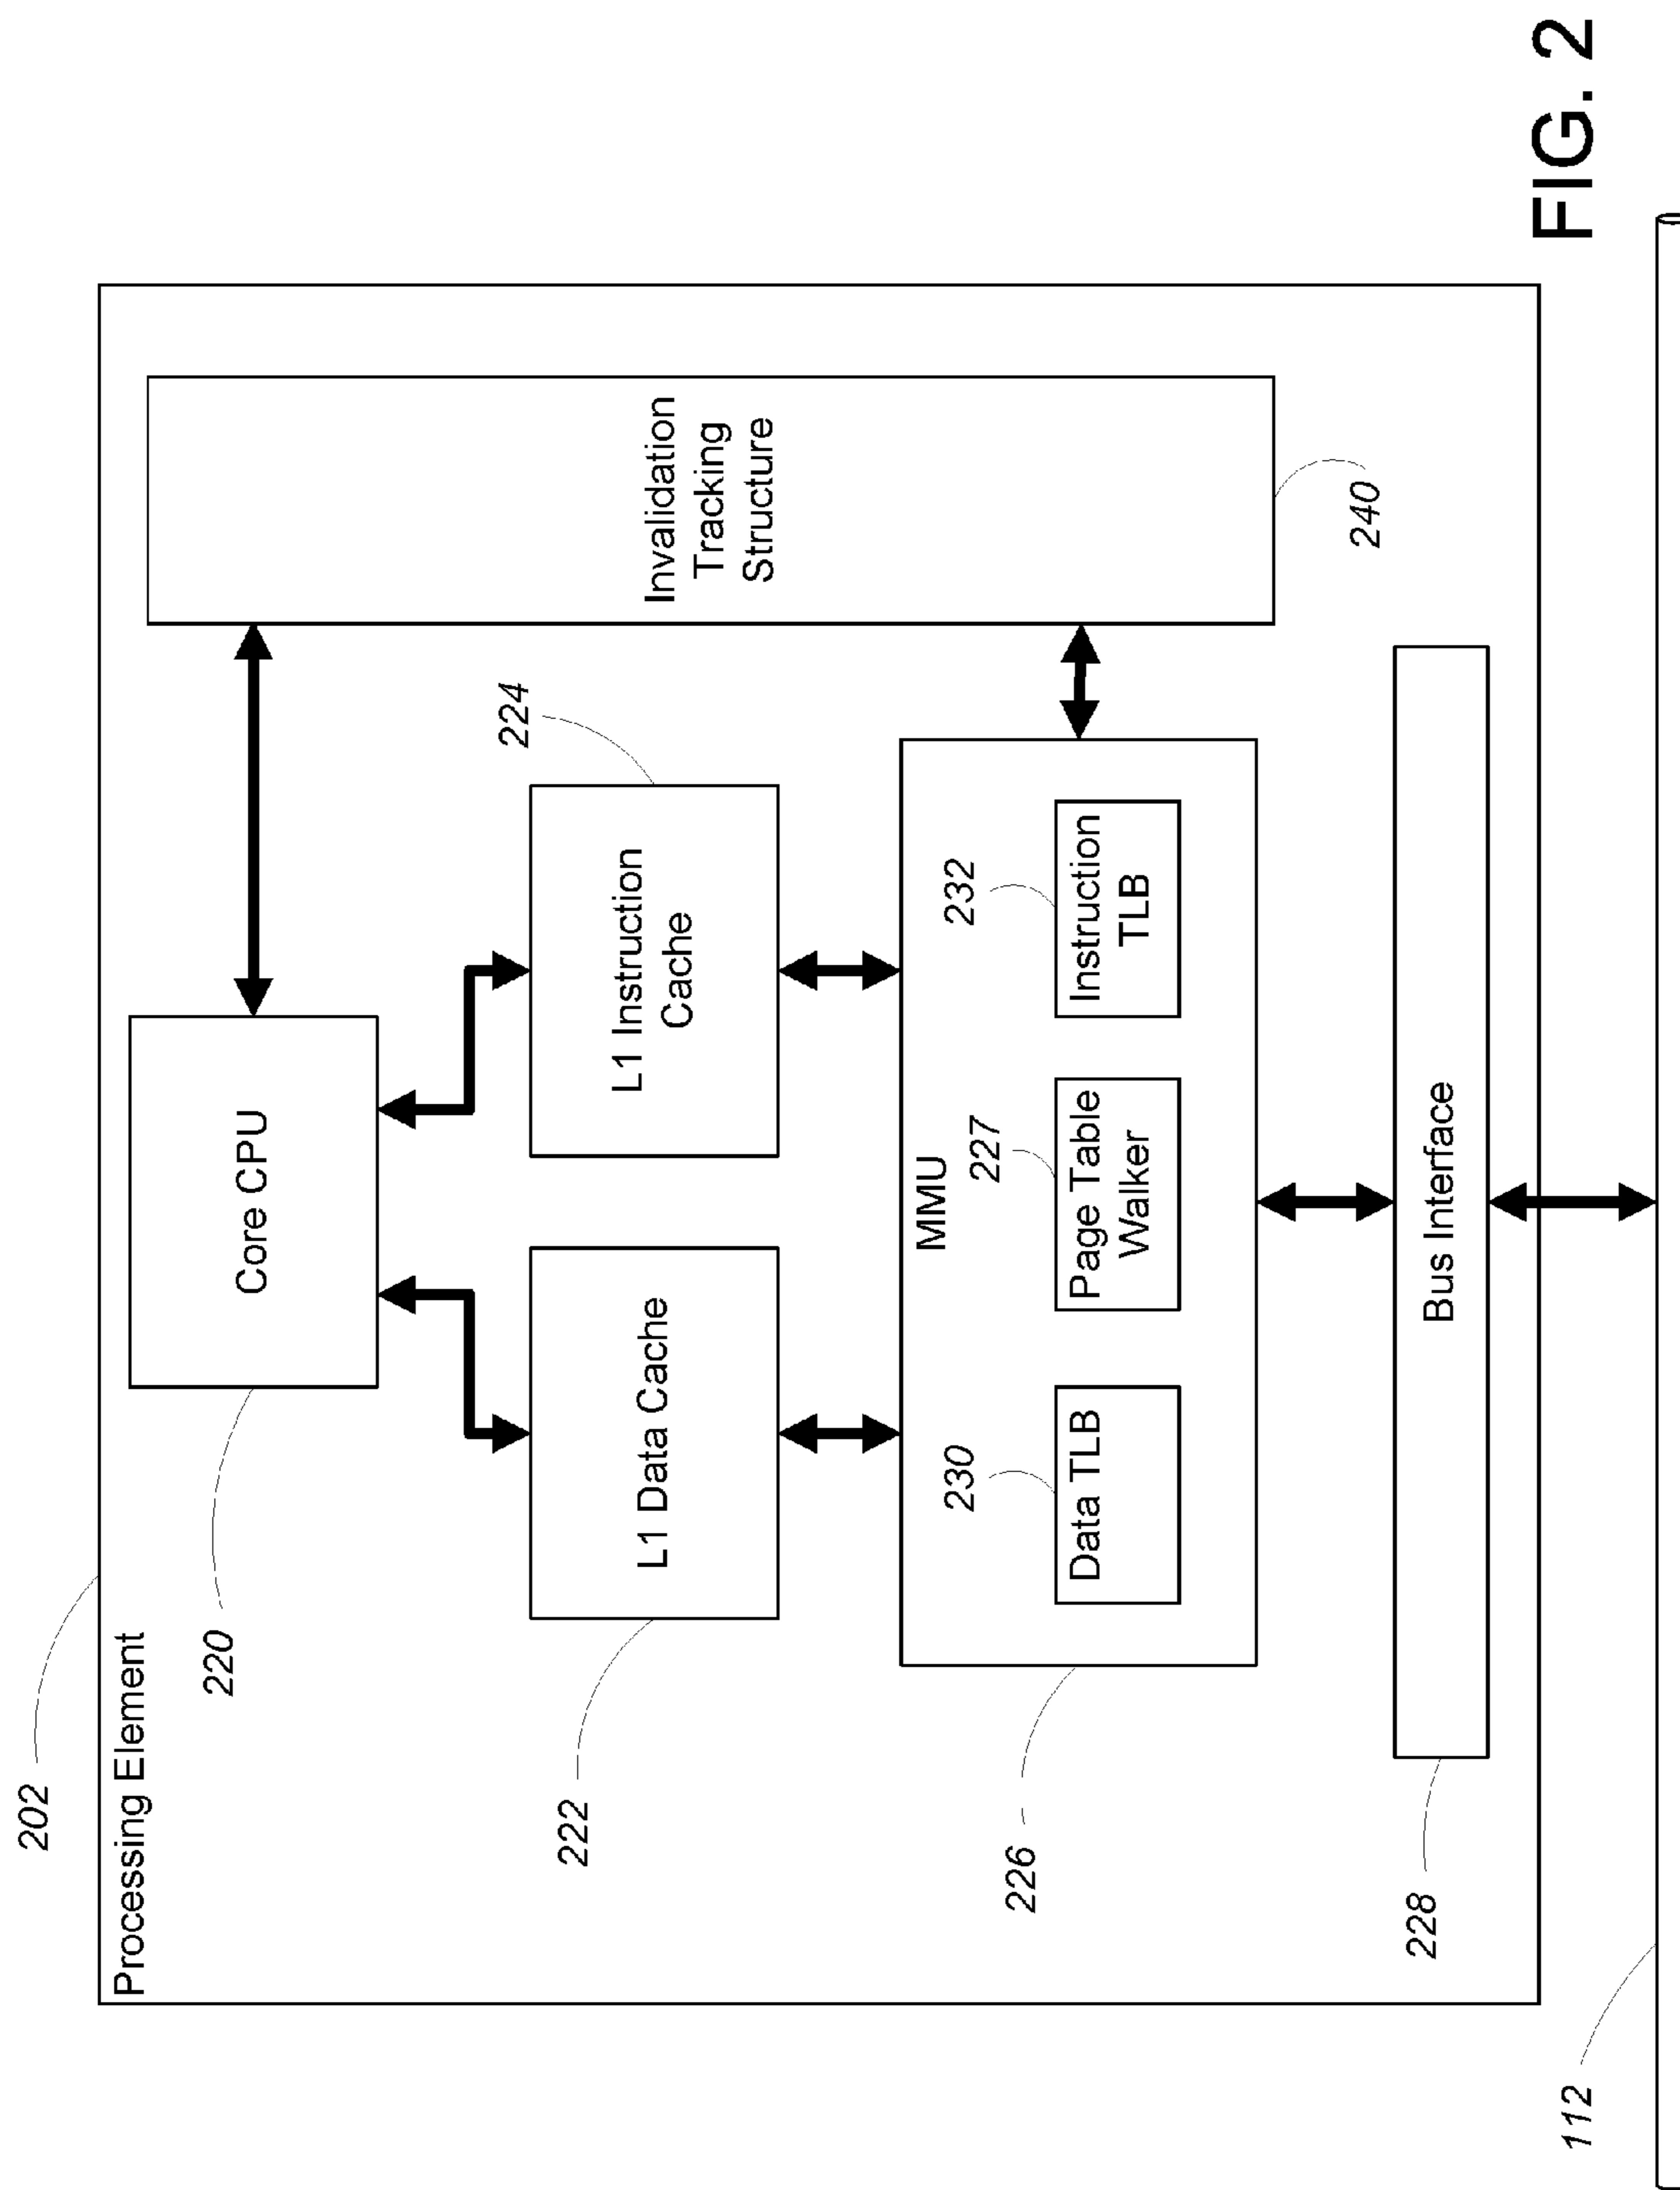 202
Processing Element
220
Core CPU
222
L1 Data Cache
L1 Instruction
Cache
224
Invalidation
Tracking
Structure
240
226
MMU
230
Data TLB
227
Page Table
Walker
232
Instruction
TLB
228
Bus Interface
112
FIG. 2